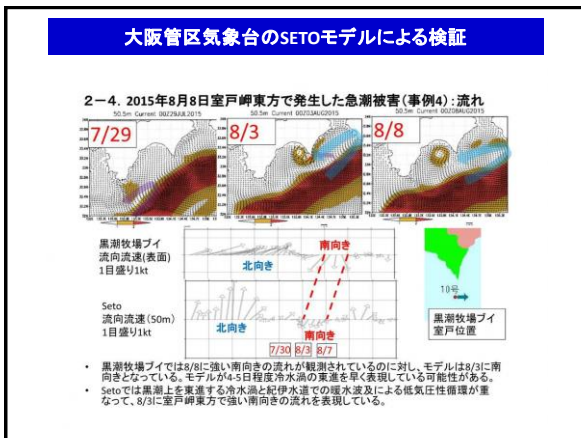 大阪管区気象台のSETOモデルによる検証
２－４．2015年8月8日室戸岬東方で発生した急潮被害（事例4）：流れ
50.5m Current 00Z29JUL2015
50.5m Current 00Z03AUG2015
50.5m Current 00Z08AUG2015
7/29
8/3
8/8
黒潮牧場ブイ
流向流速(表面)
1目盛り1kt
北向き
南向き
Seto
流向流速（50m）
1目盛り1kt
北向き
南向き
7/30
8/3
8/7
10号
黒潮牧場ブイ
室戸位置
• 黒潮牧場ブイでは8/8に強い南向きの流れが観測されているのに対し、モデルは8/3に南
向きとなっている。モデルが4-5日程度冷水渦の東進を早く表現している可能性がある。
• Setoでは黒潮上を東進する冷水渦と紀伊水道での暖水波及による低気圧性循環が重
なって、8/3に室戸岬東方で強い南向きの流れを表現している。